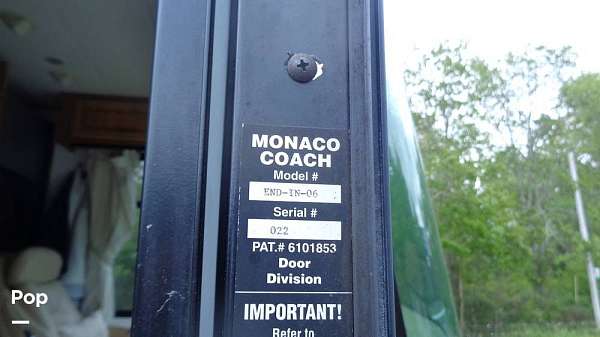 MONACO
COACH
Model #
END-IN-06
Serial #
022
PAT.# 6101853
Door
Division
IMPORTANT!
Refer to
Pop